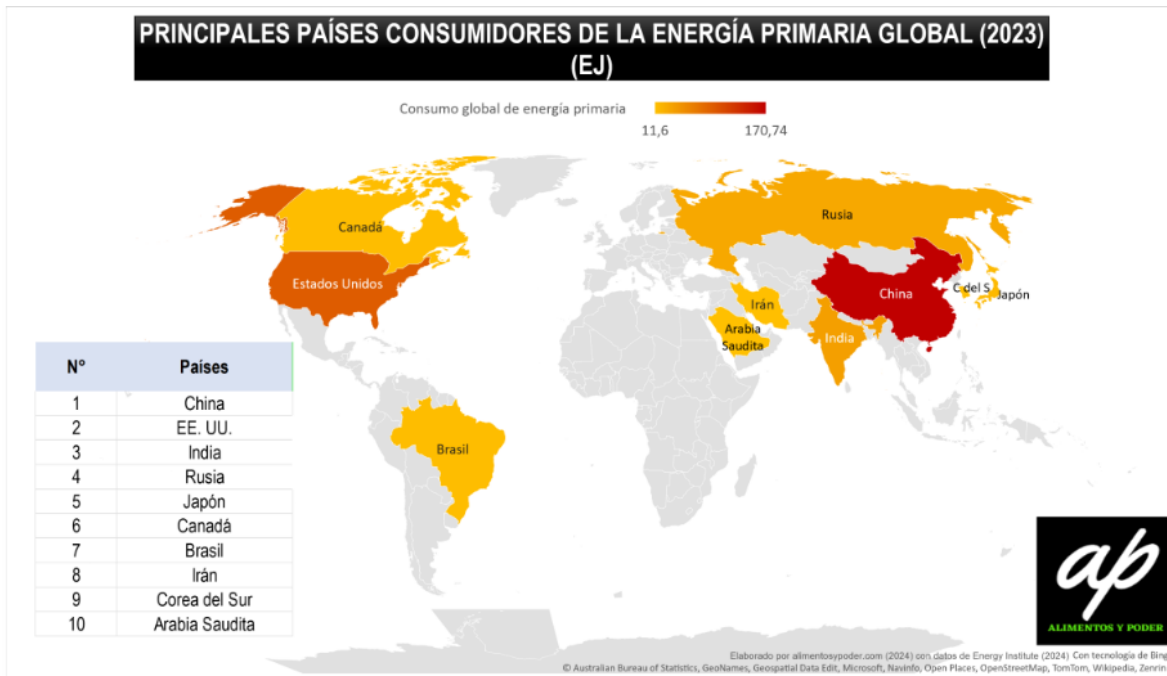 PRINCIPALES PAÍSES CONSUMIDORES DE LA ENERGÍA PRIMARIA GLOBAL (2023)
(EJ)
Consumo global de energía primaria
11,6 170,74
Canadá
Rusia
Estados Unidos
China
C del S
Japón
Irán
Arabia
Saudita
India
Brasil
Nº Países
1 China
2 EE. UU.
3 India
4 Rusia
5 Japón
6 Canadá
7 Brasil
8 Irán
9 Corea del Sur
10 Arabia Saudita
ap
ALIMENTOS Y PODER
Elaborado por alimentosypoder.com (2024) con datos de Energy Institute (2024) Con tecnología de Bing
© Australian Bureau of Statistics, GeoNames, Geospatial Data Edit, Microsoft, Navinfo, Open Places, OpenStreetMap, TomTom, Wikipedia, Zenrin